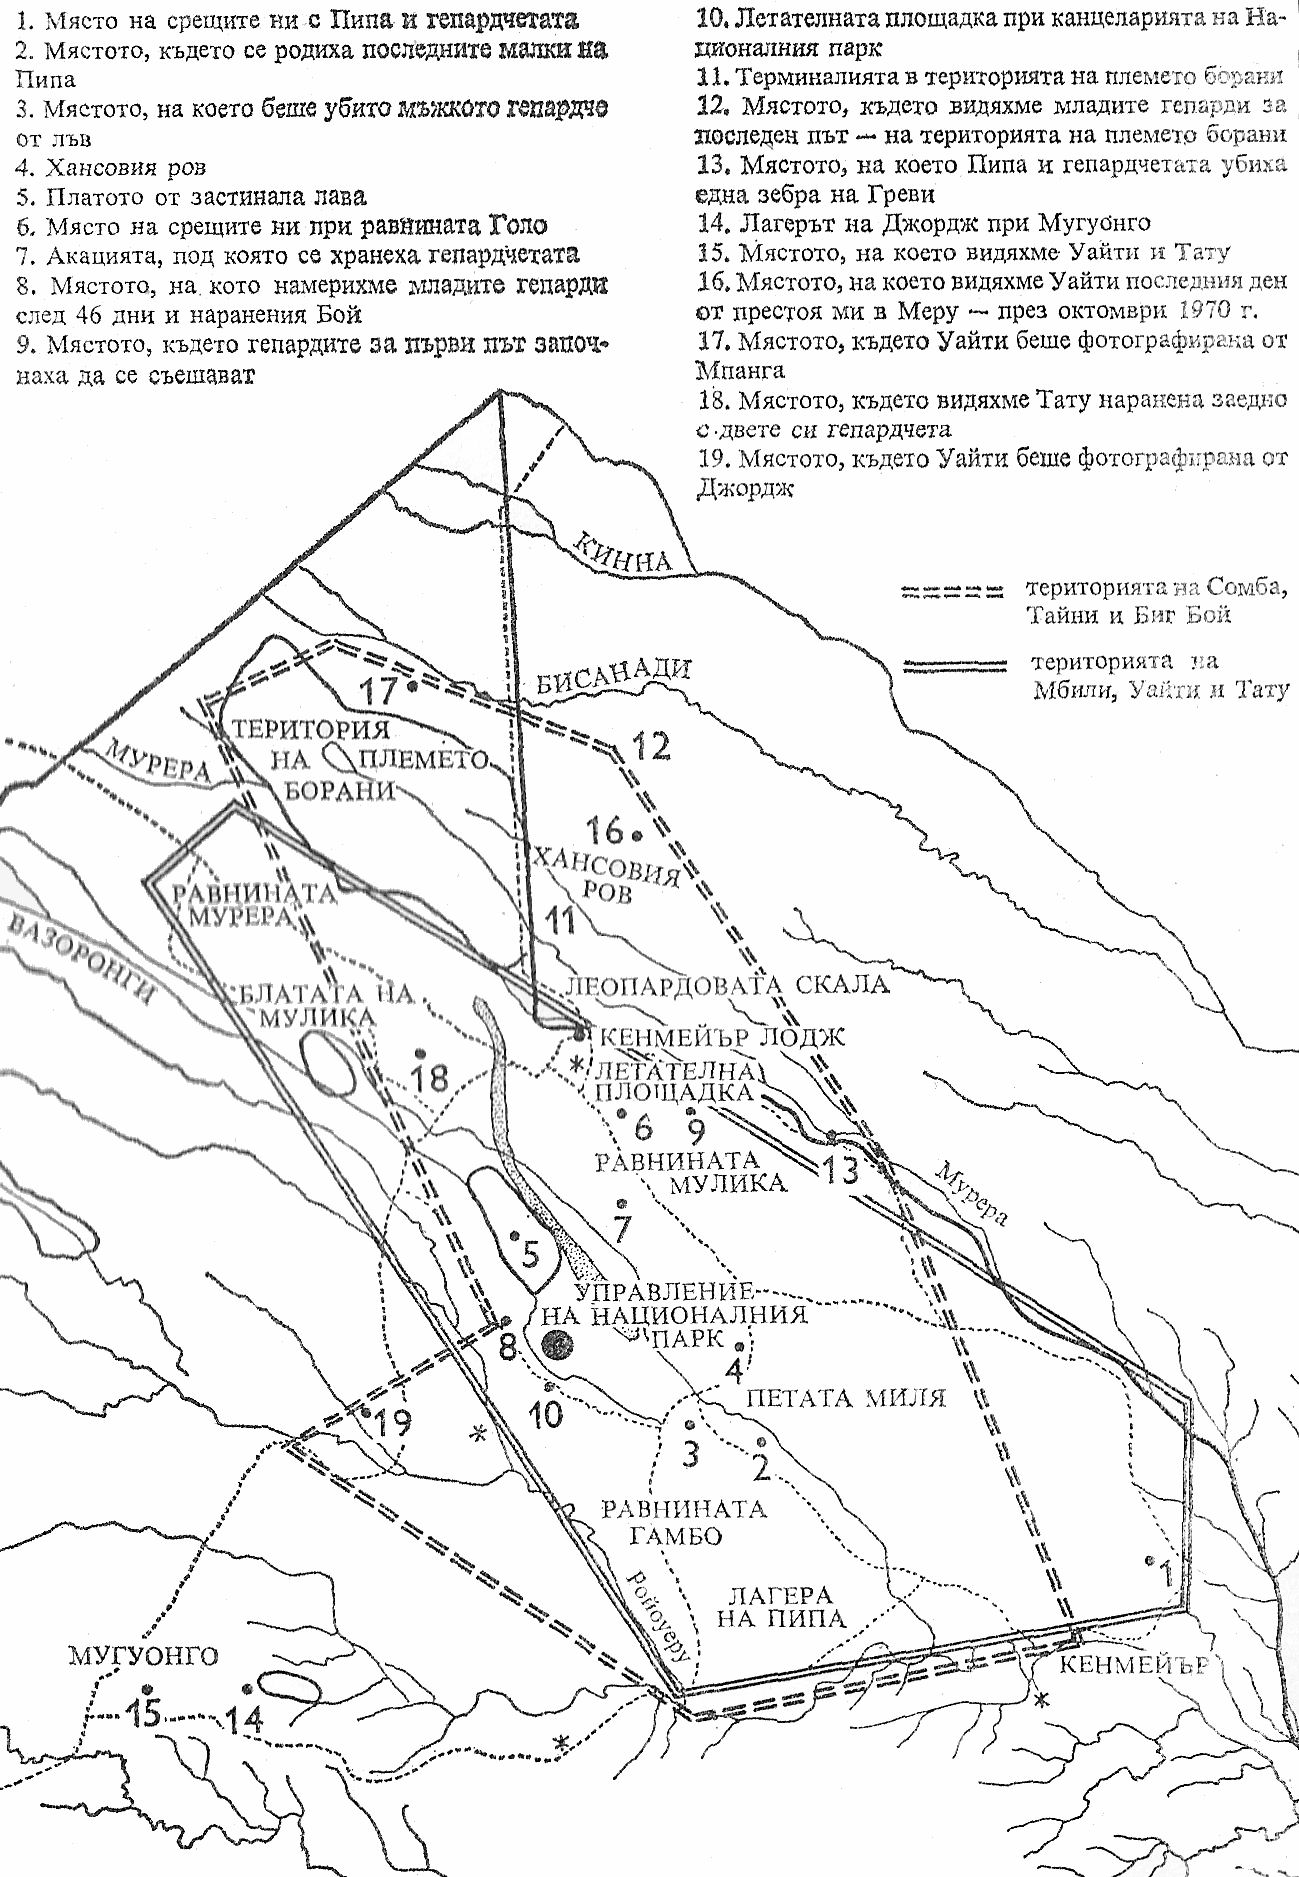 1. Място на срещите ни с Пипа и гепардчетата
2. Мястото, където се родиха последните малки на
Пипа
3. Мястото, на което беше убито мъжкото гепардче
от лъв
4. Хансовия ров
5. Платото от застинала лава
6. Място на срещите ни при равнината Голо
7. Акацията, под която се хранеха гепардчетата
8. Мястото, на кото намерихме младите гепарди
след 46 дни и наранения Бой
9. Мястото, където гепардите за първи път започ-
наха да се съешават
10. Летателната площадка при канцеларията на На-
ционалния парк
11. Терминалията в територията на племето борани
12. Мястото, където видяхме младите гепарди за
последен път — на територията на племето борани
13. Мястото, на което Пипа и гепардчетата убиха
една зебра на Греви
14. Лагерът на Джордж при Мугуонго
15. Мястото, на което видяхме Уайти и Тату
16. Мястото, на което видяхме Уайти последния ден
от престоя ми в Меру — през октомври 1970 г.
17. Мястото, където Уайти беше фотографирана от
Мпанга
18. Мястото, където видяхме Тату наранена заедно
с двете си гепардчета
19. Мястото, където Уайти беше фотографирана от
Джордж
територията на Сомба,
Тайни и Биг Бой
територията на
Мбили, Уайти и Тату
КИННА
БИСАНАДИ
17
ТЕРИТОРИЯ
НА ПЛЕМЕТО
БОРАНИ
МУРЕРА
12
16
ХАНСОВИЯ
РОВ
РАВНИНАТА
МУРЕРА
11
ВАЗОРОНГИ
ЛЕОПАРДОВАТА СКАЛА
БЛАТАТА НА
МУЛИКА
КЕНМЕЙЪР ЛОДЖ
* ЛЕТАТЕЛНА
ПЛОЩАДКА
18
6
9
РАВНИНАТА
МУЛИКА
13
Мурера
7
5
УПРАВЛЕНИЕ
НА НАЦИОНАЛНИЯ
ПАРК
8
4
ПЕТАТА МИЛЯ
10
19
*
3
2
РАВНИНАТА
ГАМБО
1
Ройоуеру
ЛАГЕРА
НА ПИПА
МУГУОНГО
КЕНМЕЙЪР
15
14
*
*